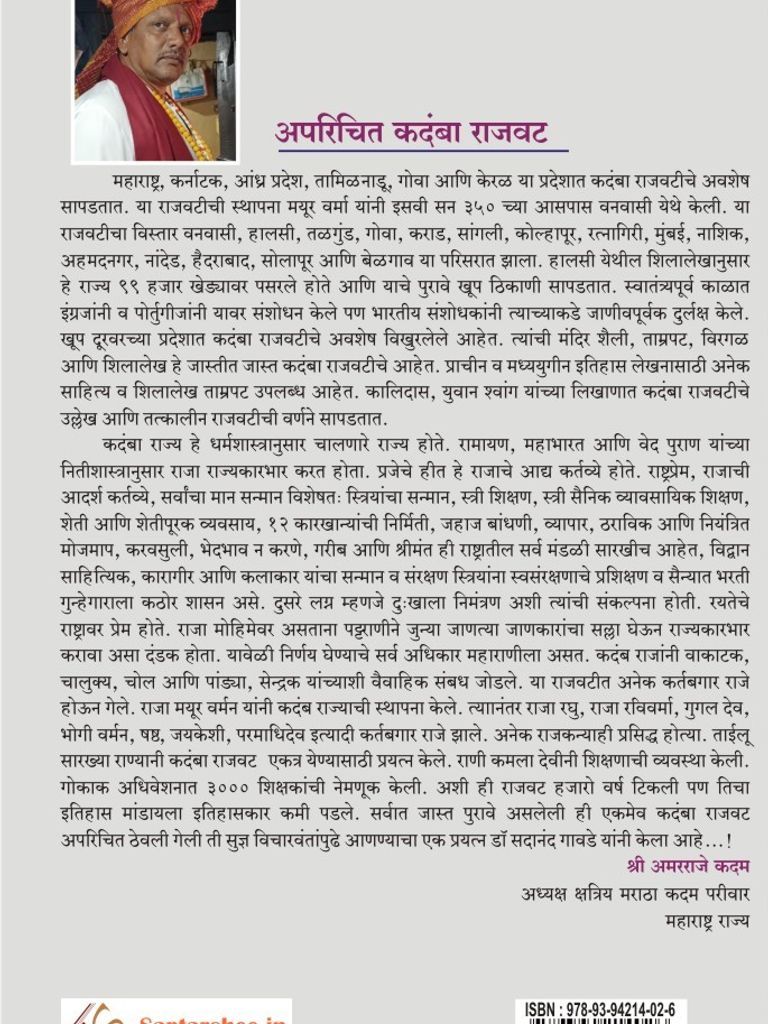 अपरिचित कदंबा राजवट
महाराष्ट्र, कर्नाटक, आंध्र प्रदेश, तामिळनाडू, गोवा आणि केरळ या प्रदेशात कदंबा राजवटीचे अवशेष
सापडतात. या राजवटीची स्थापना मयूर वर्मा यांनी इसवी सन ३५० च्या आसपास वनवासी येथे केली. या
राजवटीचा विस्तार वनवासी, हालसी, तळगुंड, गोवा, कराड, सांगली, कोल्हापूर, रत्नागिरी, मुंबई, नाशिक,
अहमदनगर, नांदेड, हैदराबाद, सोलापूर आणि बेळगाव या परिसरात झाला. हालसी येथील शिलालेखानुसार
हे राज्य ९९ हजार खेड्यावर पसरले होते आणि याचे पुरावे खूप ठिकाणी सापडतात. स्वातंत्र्यपूर्व काळात
इंग्रजांनी व पोर्तुगीजांनी यावर संशोधन केले पण भारतीय संशोधकांनी त्याच्याकडे जाणीवपूर्वक दुर्लक्ष केले.
खूप दूरवरच्या प्रदेशात कदंबा राजवटीचे अवशेष विखुरलेले आहेत. त्यांची मंदिर शैली, ताम्रपट, विरगळ
आणि शिलालेख हे जास्तीत जास्त कदंबा राजवटीचे आहेत. प्राचीन व मध्ययुगीन इतिहास लेखनासाठी अनेक
साहित्य व शिलालेख ताम्रपट उपलब्ध आहेत. कालिदास, युवान श्वांग यांच्या लिखाणात कदंबा राजवटीचे
उल्लेख आणि तत्कालीन राजवटीची वर्णने सापडतात.
कदंबा राज्य हे धर्मशास्त्रानुसार चालणारे राज्य होते. रामायण, महाभारत आणि वेद पुराण यांच्या
नितीशास्त्रानुसार राजा राज्यकारभार करत होता. प्रजेचे हीत हे राजाचे आद्य कर्तव्ये होते. राष्ट्रप्रेम, राजाची
आदर्श कर्तव्ये, सर्वांचा मान सन्मान विशेषतः स्त्रियांचा सन्मान, स्त्री शिक्षण, स्त्री सैनिक व्यावसायिक शिक्षण,
शेती आणि शेतीपूरक व्यवसाय, १२ कारखान्यांची निर्मिती, जहाज बांधणी, व्यापार, ठराविक आणि नियंत्रित
मोजमाप, करवसुली, भेदभाव न करणे, गरीब आणि श्रीमंत ही राष्ट्रातील सर्व मंडळी सारखीच आहेत, विद्वान
साहित्यिक, कारागीर आणि कलाकार यांचा सन्मान व संरक्षण स्त्रियांना स्वसंरक्षणाचे प्रशिक्षण व सैन्यात भरती
गुन्हेगाराला कठोर शासन असे. दुसरे लग्न म्हणजे दुःखाला निमंत्रण अशी त्यांची संकल्पना होती. रयतेचे
राष्ट्रावर प्रेम होते. राजा मोहिमेवर असताना पट्टराणीने जुन्या जाणत्या जाणकारांचा सल्ला घेऊन राज्यकारभार
करावा असा दंडक होता. यावेळी निर्णय घेण्याचे सर्व अधिकार महाराणीला असत. कदंब राजांनी वाकाटक,
चालुक्य, चोल आणि पांड्या, सेन्द्रक यांच्याशी वैवाहिक संबध जोडले. या राजवटीत अनेक कर्तबगार राजे
होऊन गेले. राजा मयूर वर्मन यांनी कदंब राज्याची स्थापना केले. त्याानंतर राजा रघु, राजा रविवर्मा, गुगल देव,
भोगी वर्मन, षष्ठ, जयकेशी, परमाधिदेव इत्यादी कर्तबगार राजे झाले. अनेक राजकन्याही प्रसिद्ध होत्या. ताईलू
सारख्या राण्यानी कदंबा राजवट एकत्र येण्यासाठी प्रयत्न केले. राणी कमला देवीनी शिक्षणाची व्यवस्था केली.
गोकाक अधिवेशनात ३००० शिक्षकांची नेमणूक केली. अशी ही राजवट हजारो वर्ष टिकली पण तिचा
इतिहास मांडायला इतिहासकार कमी पडले. सर्वात जास्त पुरावे असलेली ही एकमेव कदंबा राजवट
अपरिचित ठेवली गेली ती सुज्ञ विचारवंतांपुढे आणण्याचा एक प्रयत्न डॉ सदानंद गावडे यांनी केला आहे...!
श्री अमरराजे कदम
अध्यक्ष क्षत्रिय मराठा कदम परीवार
महाराष्ट्र राज्य
ISBN : 978-93-94214-02-6